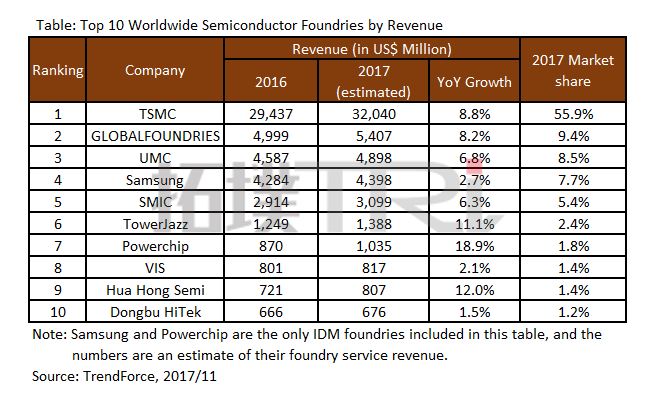 Table: Top 10 Worldwide Semiconductor Foundries by Revenue
Ranking Company Revenue (in US$ Million) 2017 Market share
2016 2017 (estimated) YoY Growth
1 TSMC 29,437 32,040 8.8% 55.9%
2 GLOBALFOUNDRIES 4,999 5,407 8.2% 9.4%
3 UMC 4,587 4,898 6.8% 8.5%
4 Samsung 4,284 4,398 2.7% 7.7%
5 SMIC 2,914 3,099 6.3% 5.4%
6 TowerJazz 1,249 1,388 11.1% 2.4%
7 Powerchip 870 1,035 18.9% 1.8%
8 VIS 801 817 2.1% 1.4%
9 Hua Hong Semi 721 807 12.0% 1.4%
10 Dongbu HiTek 666 676 1.5% 1.2%
拓墣TRi
Note: Samsung and Powerchip are the only IDM foundries included in this table, and the
numbers are an estimate of their foundry service revenue.
Source: TrendForce, 2017/11